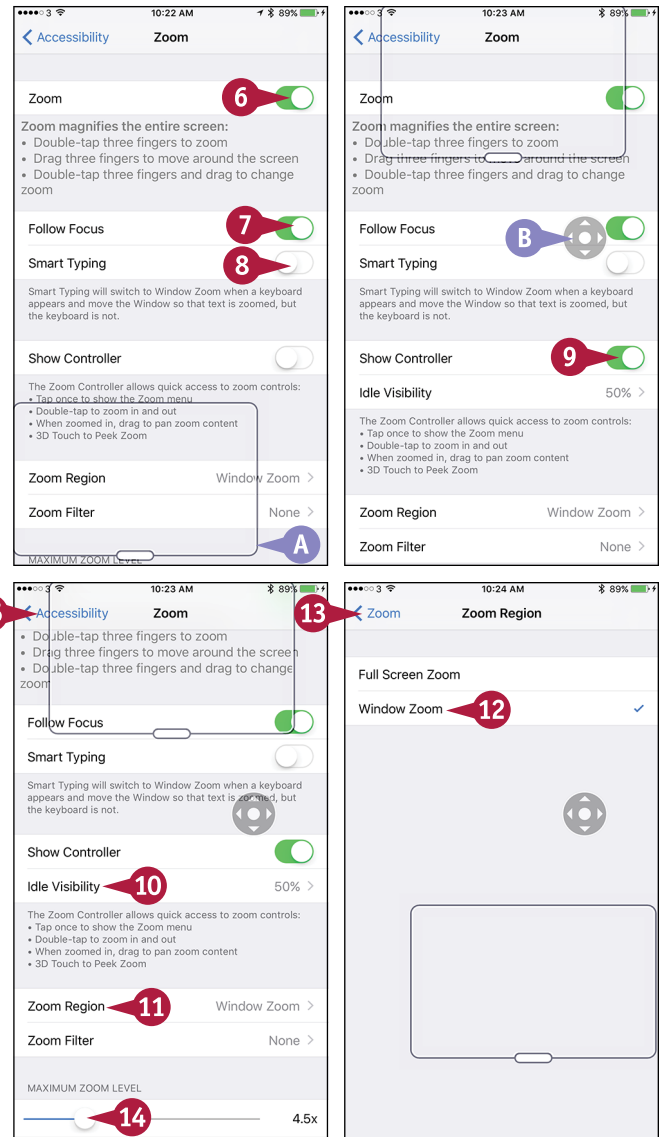 3 10:22 AM 89%
Accessibility Zoom
Zoom 6
Zoom magnifies the entire screen:
• Double-tap three fingers to zoom
• Drag three fingers to move around the screen
• Double-tap three fingers and drag to change
zoom
Follow Focus 7
Smart Typing 8
Smart Typing will switch to Window Zoom when a keyboard
appears and move the Window so that text is zoomed, but
the keyboard is not.
Show Controller
The Zoom Controller allows quick access to zoom controls:
• Tap once to show the Zoom menu
• Double-tap to zoom in and out
• When zoomed in, drag to pan zoom content
• 3D Touch to Peek Zoom
Zoom Region Window Zoom
Zoom Filter None
A
MAXIMUM ZOOM LEVEL
3 10:23 AM 89%
Accessibility Zoom
Zoom
Zoom magnifies the entire screen:
• Double-tap three fingers to zoom
• Drag three fingers to move around the screen
• Double-tap three fingers and drag to change
zoom
Follow Focus B
Smart Typing
Smart Typing will switch to Window Zoom when a keyboard
appears and move the Window so that text is zoomed, but
the keyboard is not.
Show Controller 9
Idle Visibility 50%
The Zoom Controller allows quick access to zoom controls:
• Tap once to show the Zoom menu
• Double-tap to zoom in and out
• When zoomed in, drag to pan zoom content
• 3D Touch to Peek Zoom
Zoom Region Window Zoom
Zoom Filter None
3 10:23 AM 89%
Accessibility Zoom
• Double-tap three fingers to zoom
• Drag three fingers to move around the screen
• Double-tap three fingers and drag to change
zoom
Follow Focus
Smart Typing
Smart Typing will switch to Window Zoom when a keyboard
appears and move the Window so that text is zoomed, but
the keyboard is not.
Show Controller
Idle Visibility 10 50%
The Zoom Controller allows quick access to zoom controls:
• Tap once to show the Zoom menu
• Double-tap to zoom in and out
• When zoomed in, drag to pan zoom content
• 3D Touch to Peek Zoom
Zoom Region 11 Window Zoom
Zoom Filter None
MAXIMUM ZOOM LEVEL
14 4.5x
3 10:24 AM 89%
13 Zoom Zoom Region
Full Screen Zoom
Window Zoom 12